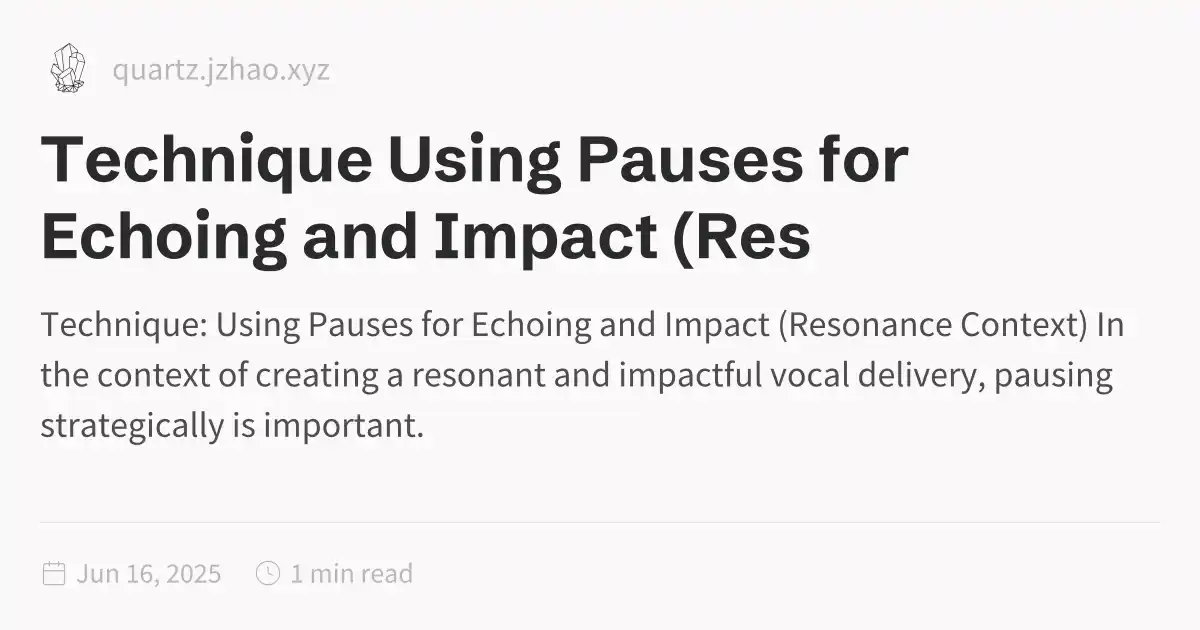 quartz.jzhao.xyz
Technique Using Pauses for
Echoing and Impact (Res
Technique: Using Pauses for Echoing and Impact (Resonance Context) In
the context of creating a resonant and impactful vocal delivery, pausing
strategically is important.
Jun 16, 2025 1 min read